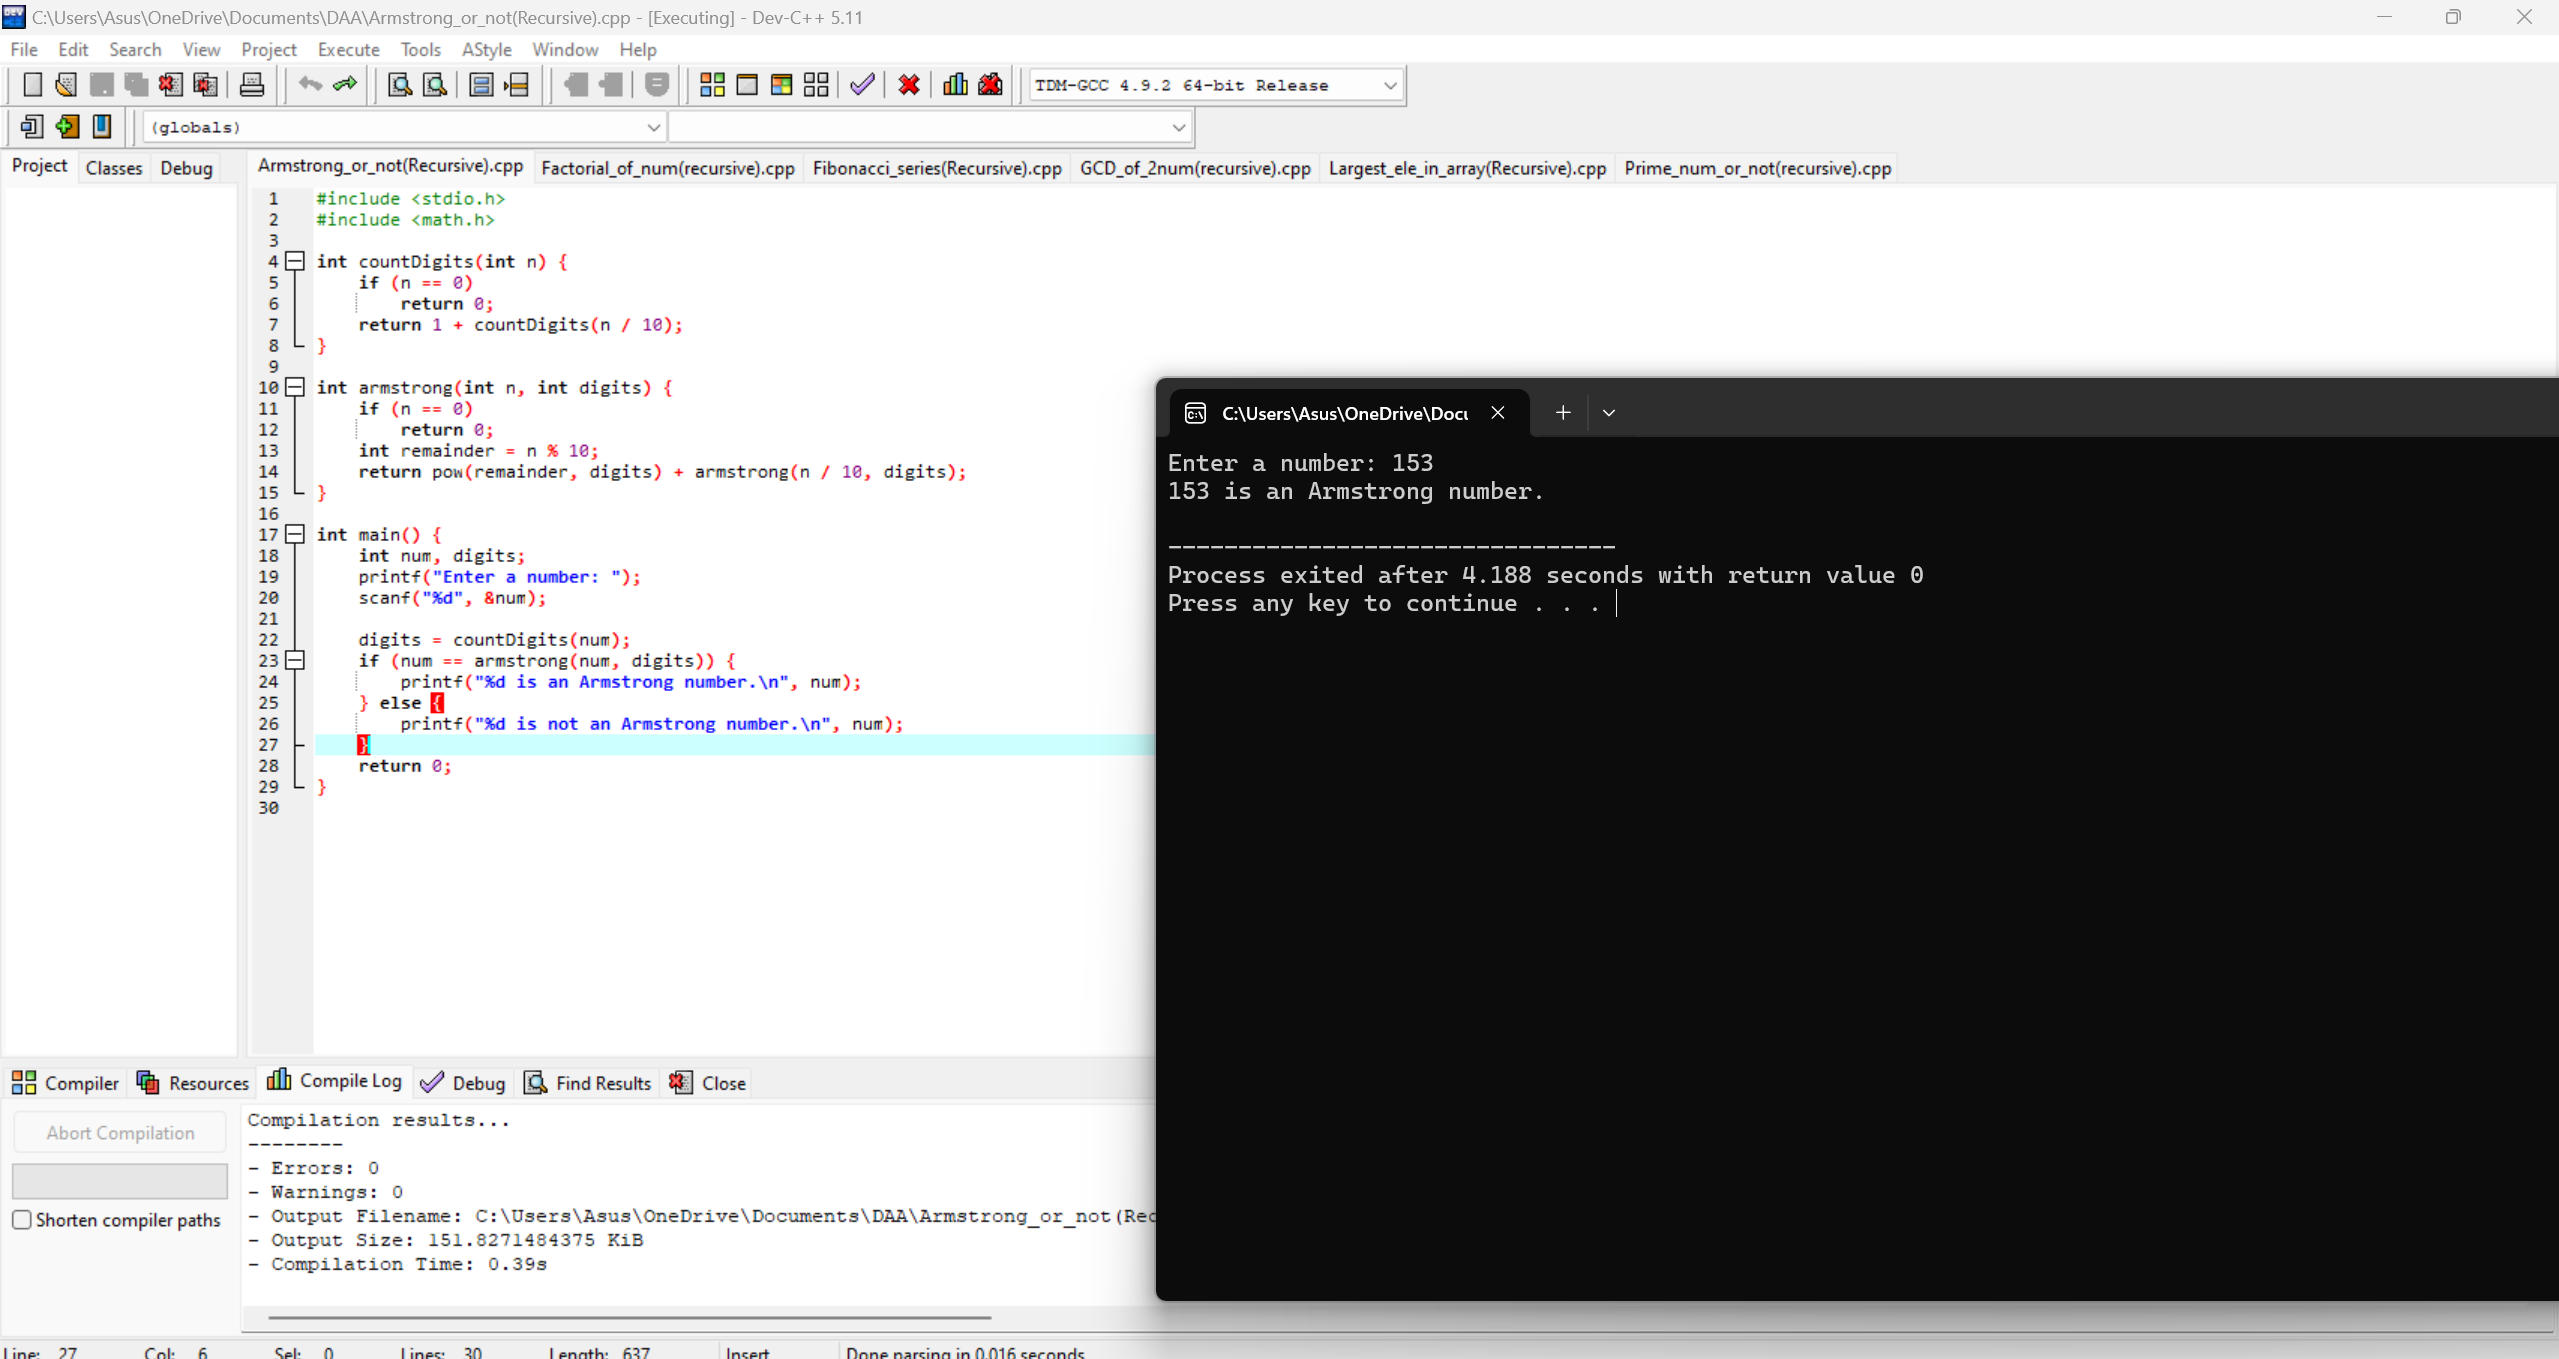 C:\Users\Asus\OneDrive\Documents\DAA\Armstrong_or_not(Recursive).cpp - [Executing] - Dev-C++ 5.11
File Edit Search View Project Execute Tools AStyle Window Help
TDM-GCC 4.9.2 64-bit Release
(globals)
Project Classes Debug
Armstrong_or_not(Recursive).cpp Factorial_of_num(recursive).cpp Fibonacci_series(Recursive).cpp GCD_of_2num(recursive).cpp Largest_ele_in_array(Recursive).cpp Prime_num_or_not(recursive).cpp
1 #include <stdio.h>
2 #include <math.h>
3
4 int countDigits(int n) {
5 if (n == 0)
6 return 0;
7 return 1 + countDigits(n / 10);
8 }
9
10 int armstrong(int n, int digits) {
11 if (n == 0)
12 return 0;
13 int remainder = n % 10;
14 return pow(remainder, digits) + armstrong(n / 10, digits);
15 }
16
17 int main() {
18 int num, digits;
19 printf("Enter a number: ");
20 scanf("%d", &num);
21
22 digits = countDigits(num);
23 if (num == armstrong(num, digits)) {
24 printf("%d is an Armstrong number.\n", num);
25 } else {
26 printf("%d is not an Armstrong number.\n", num);
27 }
28 return 0;
29 }
30
C:\Users\Asus\OneDrive\Docu
Enter a number: 153
153 is an Armstrong number.
--------------------------------
Process exited after 4.188 seconds with return value 0
Press any key to continue . . .
Compiler Resources Compile Log Debug Find Results Close
Abort Compilation
Shorten compiler paths
Compilation results...
--------
- Errors: 0
- Warnings: 0
- Output Filename: C:\Users\Asus\OneDrive\Documents\DAA\Armstrong_or_not(Rec
- Output Size: 151.8271484375 KiB
- Compilation Time: 0.39s
Line: 27 Col: 6 Sel: 0 Lines: 30 Length: 637 Insert Done parsing in 0.016 seconds